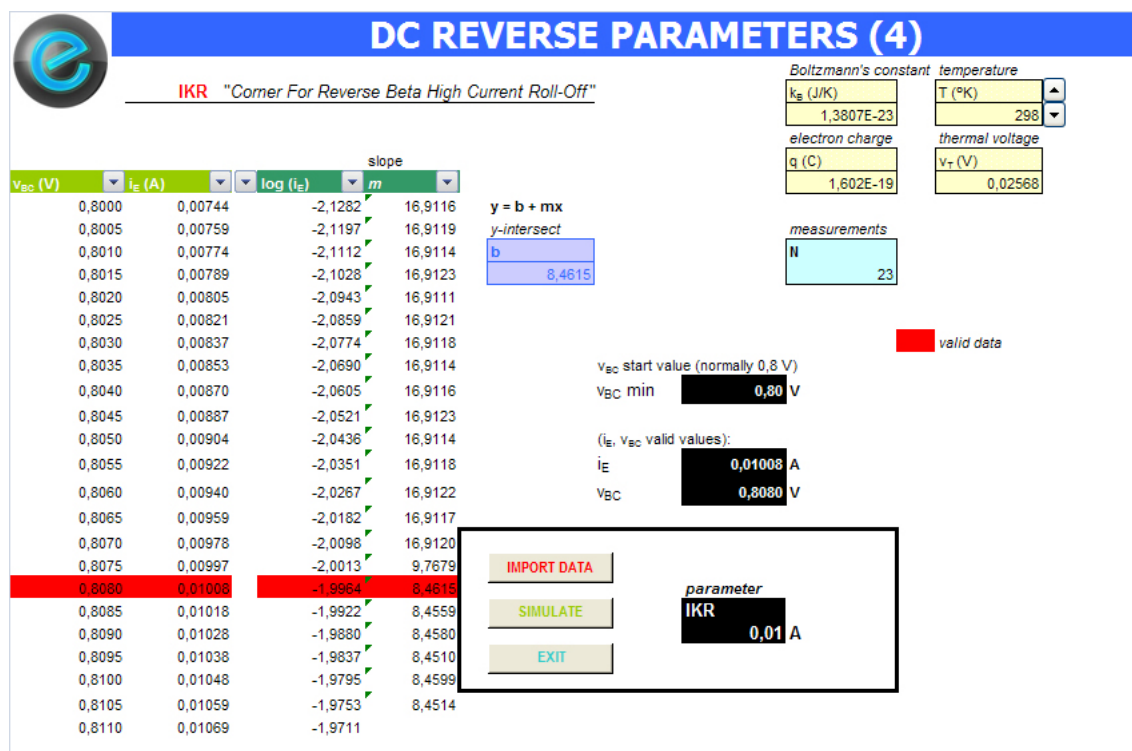 e
DC REVERSE PARAMETERS (4)
IKR "Corner For Reverse Beta High Current Roll-Off"
Boltzmann's constant temperature
kB (J/K) T (ºK)
1,3807E-23 298
electron charge thermal voltage
q (C) vT (V)
1,602E-19 0,02568
slope
vBC (V) iE (A) log (iE) m
0,8000 0,00744 -2,1282 16,9116 y = b + mx
0,8005 0,00759 -2,1197 16,9119 y-intersect measurements
0,8010 0,00774 -2,1112 16,9114 b N
0,8015 0,00789 -2,1028 16,9123 8,4615 23
0,8020 0,00805 -2,0943 16,9111
0,8025 0,00821 -2,0859 16,9121
0,8030 0,00837 -2,0774 16,9118 valid data
0,8035 0,00853 -2,0690 16,9114 vBC start value (normally 0,8 V)
0,8040 0,00870 -2,0605 16,9116 vBC min 0,80 V
0,8045 0,00887 -2,0521 16,9123
0,8050 0,00904 -2,0436 16,9114 (iE, vBC valid values):
0,8055 0,00922 -2,0351 16,9118 iE 0,01008 A
0,8060 0,00940 -2,0267 16,9122 vBC 0,8080 V
0,8065 0,00959 -2,0182 16,9117
0,8070 0,00978 -2,0098 16,9120
0,8075 0,00997 -2,0013 9,7679 IMPORT DATA
0,8080 0,01008 -1,9964 8,4615 parameter
0,8085 0,01018 -1,9922 8,4559 SIMULATE IKR
0,8090 0,01028 -1,9880 8,4580 0,01 A
0,8095 0,01038 -1,9837 8,4510 EXIT
0,8100 0,01048 -1,9795 8,4599
0,8105 0,01059 -1,9753 8,4514
0,8110 0,01069 -1,9711